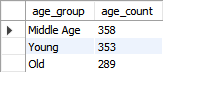 age_group age_count
Middle Age 358
Young 353
Old 289